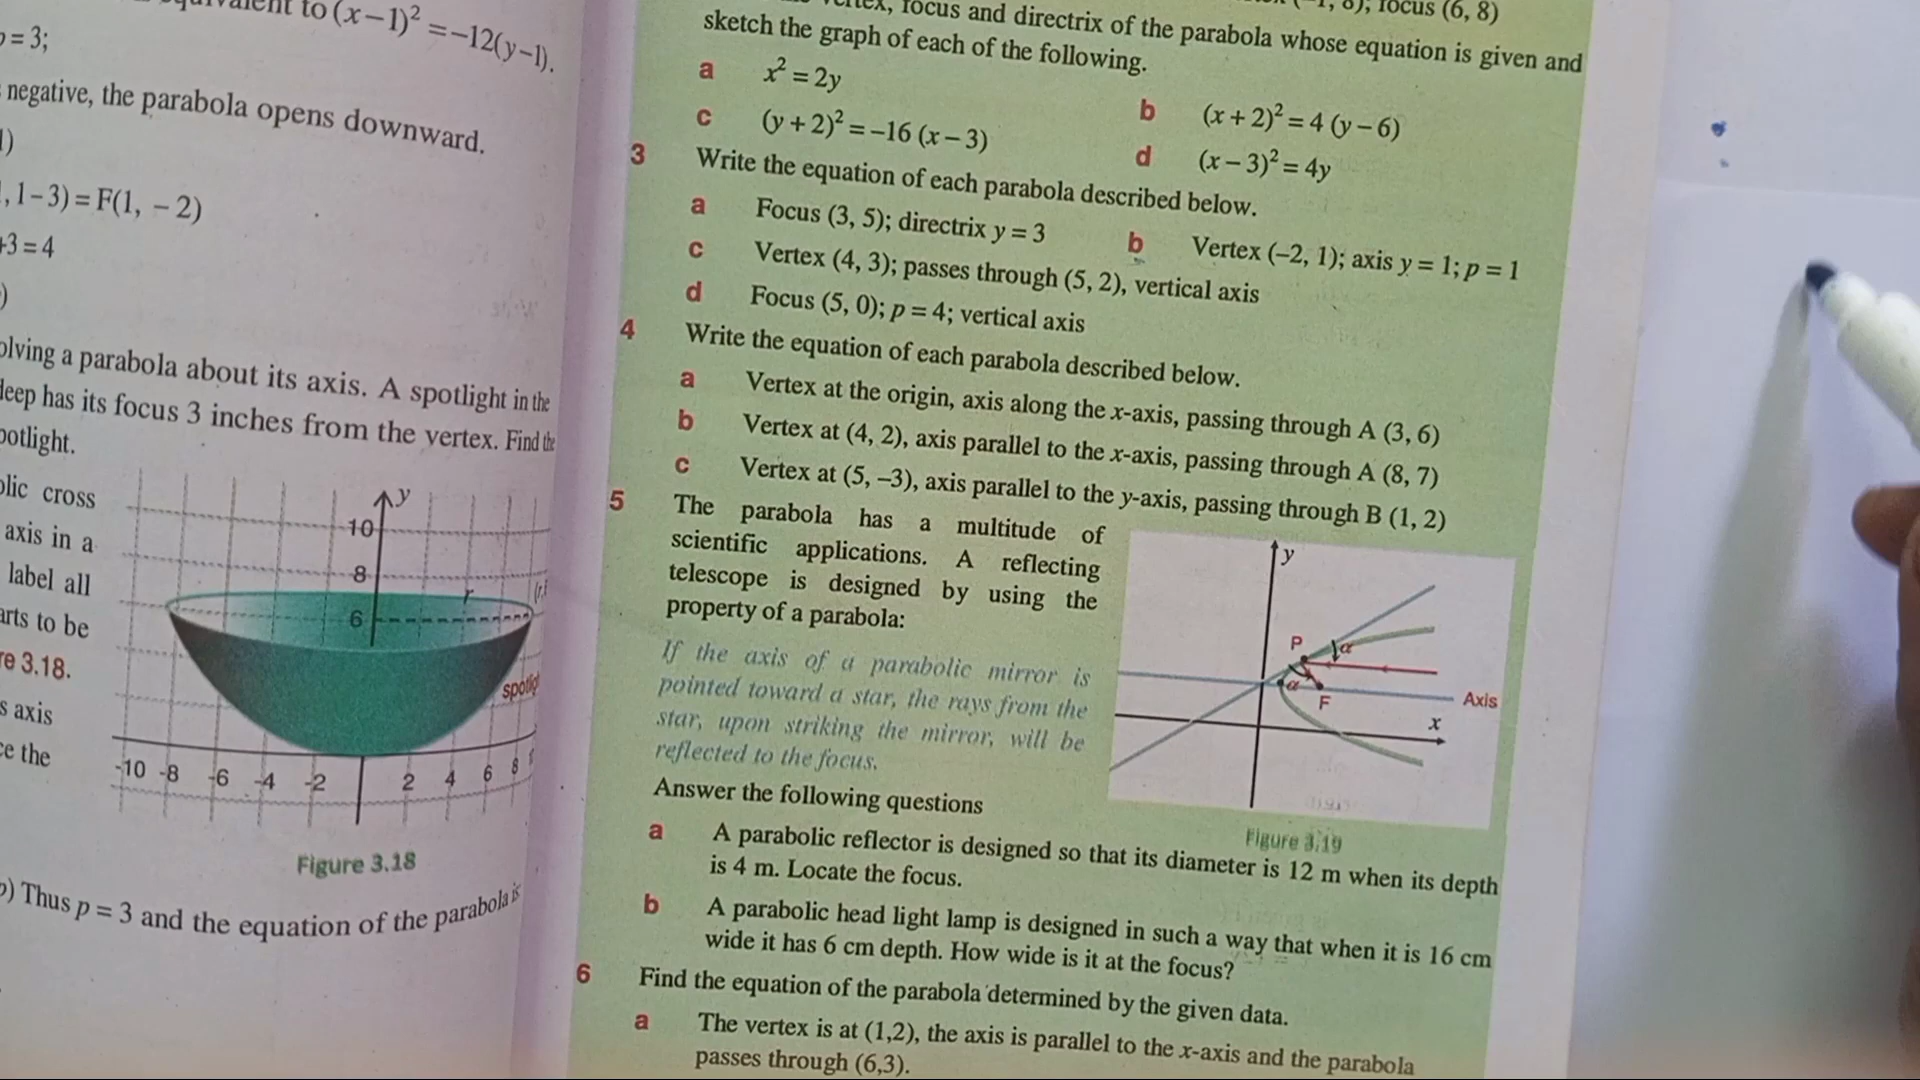 to (x−1)² = −12(y−1).
= 3;
negative, the parabola opens downward.
, 1−3) = F(1, − 2)
+3 = 4
olving a parabola about its axis. A spotlight in the
deep has its focus 3 inches from the vertex. Find the
potlight.
olic cross
axis in a
label all
arts to be
re 3.18.
s axis
ce the
y
10
8
6
r
-10 -8 -6 -4 -2 2 4 6 8
Figure 3.18
) Thus p = 3 and the equation of the parabola is
focus (6, 8)
vertex, focus and directrix of the parabola whose equation is given and
sketch the graph of each of the following.
a x² = 2y
b (x + 2)² = 4 (y − 6)
c (y + 2)² = −16 (x − 3)
d (x − 3)² = 4y
3 Write the equation of each parabola described below.
a Focus (3, 5); directrix y = 3
b Vertex (−2, 1); axis y = 1; p = 1
c Vertex (4, 3); passes through (5, 2), vertical axis
d Focus (5, 0); p = 4; vertical axis
4 Write the equation of each parabola described below.
a Vertex at the origin, axis along the x-axis, passing through A (3, 6)
b Vertex at (4, 2), axis parallel to the x-axis, passing through A (8, 7)
c Vertex at (5, −3), axis parallel to the y-axis, passing through B (1, 2)
5 The parabola has a multitude of
scientific applications. A reflecting
telescope is designed by using the
property of a parabola:
If the axis of a parabolic mirror is
pointed toward a star, the rays from the
star, upon striking the mirror, will be
reflected to the focus.
y
P
α
α
F
Axis
x
Figure 3.19
Answer the following questions
a A parabolic reflector is designed so that its diameter is 12 m when its depth
is 4 m. Locate the focus.
b A parabolic head light lamp is designed in such a way that when it is 16 cm
wide it has 6 cm depth. How wide is it at the focus?
6 Find the equation of the parabola determined by the given data.
a The vertex is at (1,2), the axis is parallel to the x-axis and the parabola
passes through (6,3).